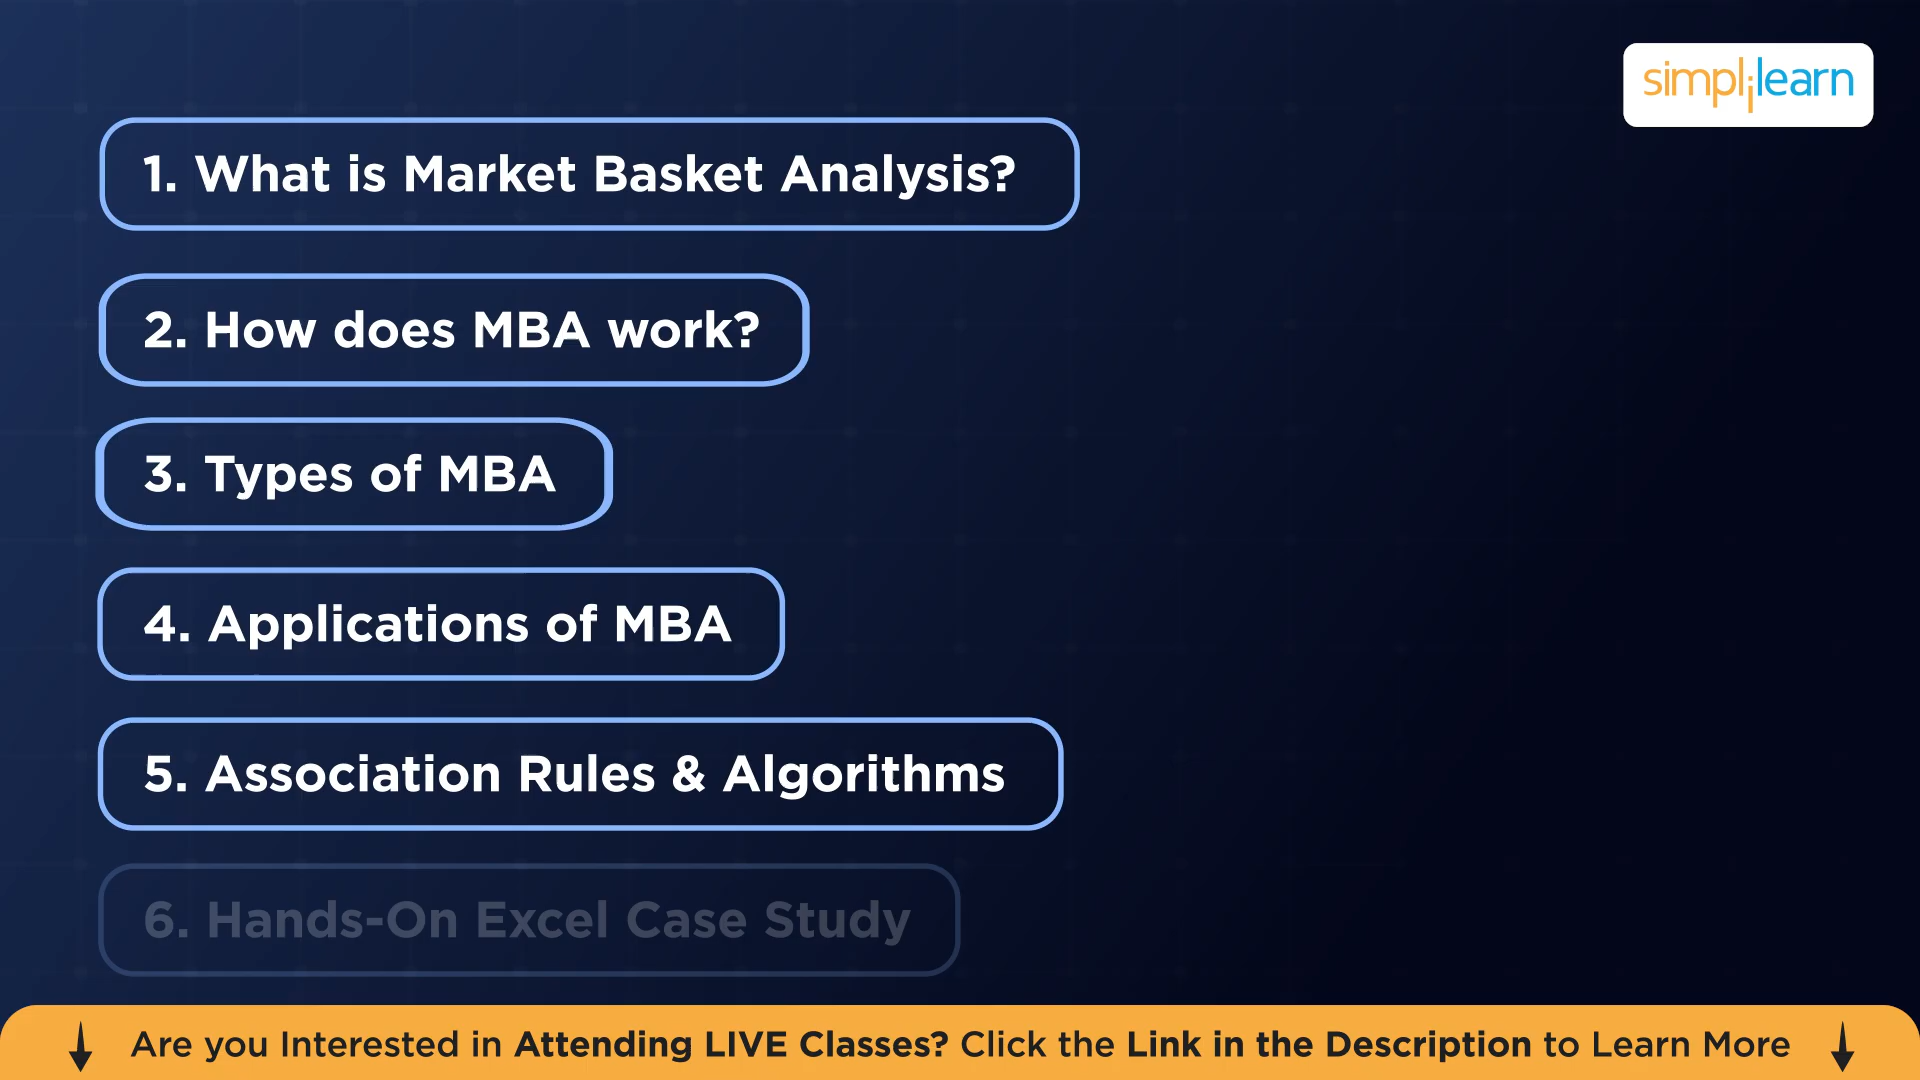 simplilearn
1. What is Market Basket Analysis?
2. How does MBA work?
3. Types of MBA
4. Applications of MBA
5. Association Rules & Algorithms
6. Hands-On Excel Case Study
Are you Interested in Attending LIVE Classes? Click the Link in the Description to Learn More